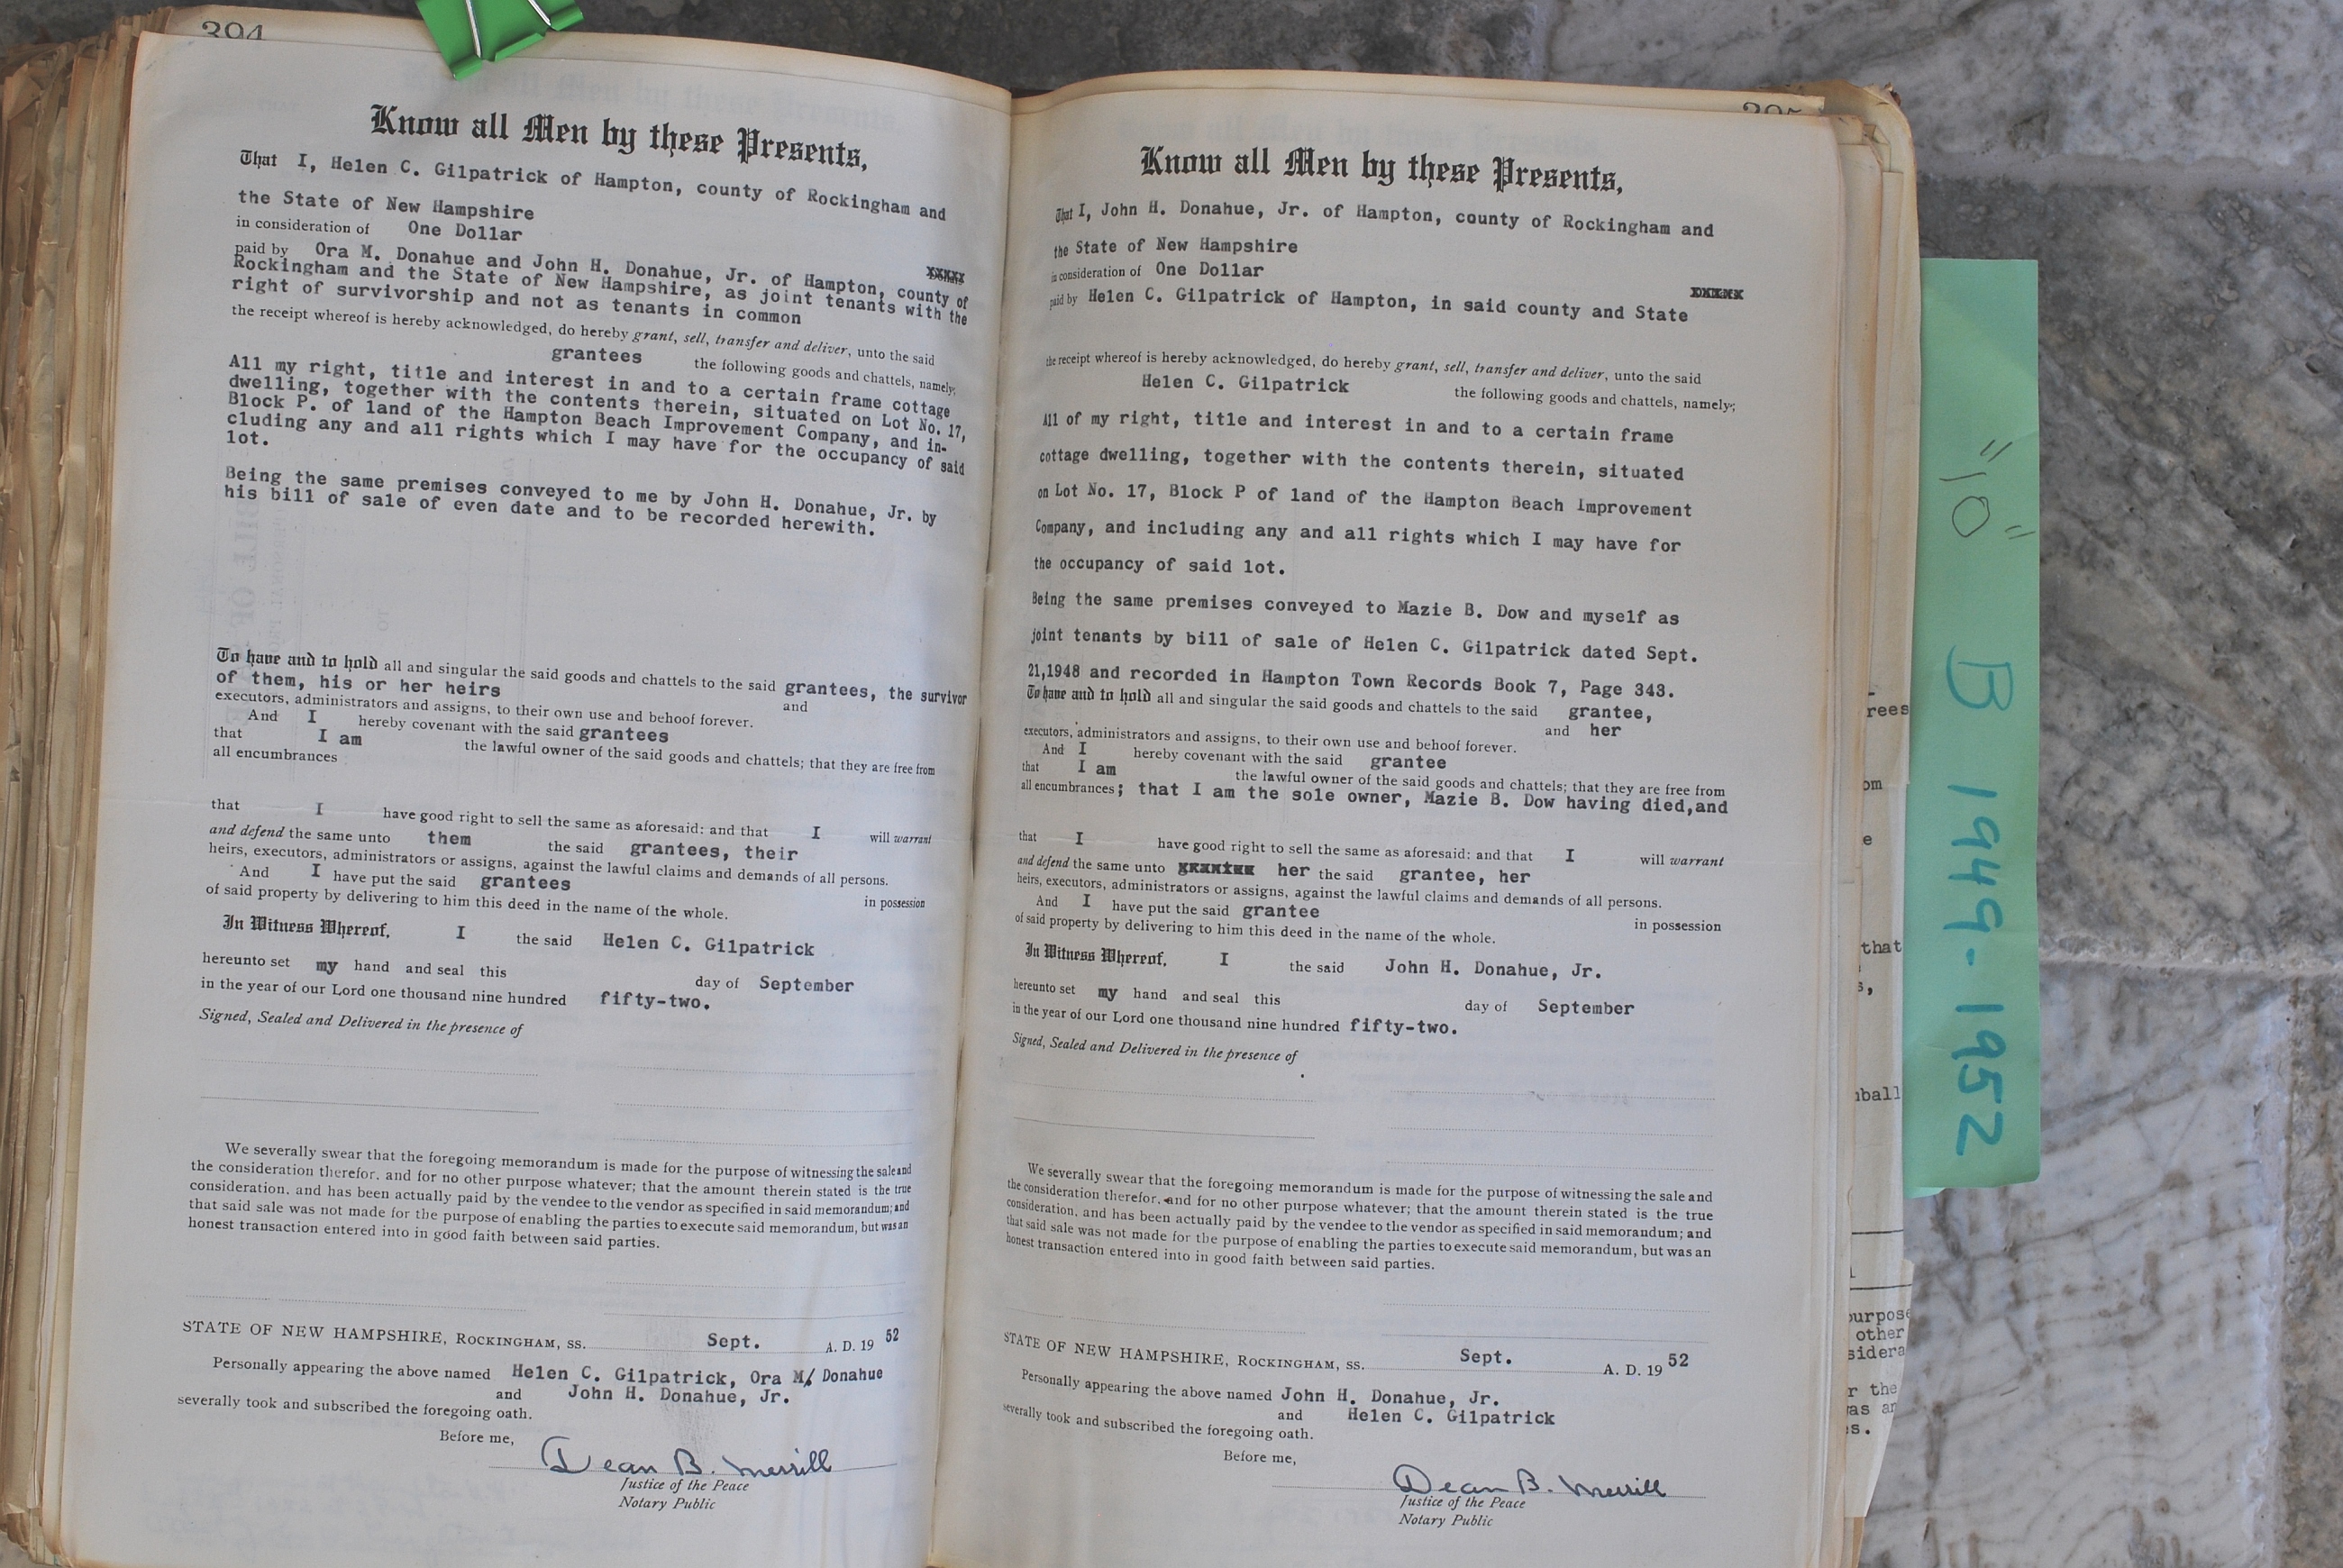 394
Know all Men by these Presents,
That I, Helen C. Gilpatrick of Hampton, county of Rockingham and
the State of New Hampshire
in consideration of One Dollar
paid by Ora M. Donahue and John H. Donahue, Jr. of Hampton, county of
Rockingham and the State of New Hampshire, as joint tenants with the
right of survivorship and not as tenants in common
the receipt whereof is hereby acknowledged, do hereby grant, sell, transfer and deliver, unto the said
grantees the following goods and chattels, namely;
All my right, title and interest in and to a certain frame cottage
dwelling, together with the contents therein, situated on Lot No. 17,
Block P. of land of the Hampton Beach Improvement Company, and in-
cluding any and all rights which I may have for the occupancy of said
lot.
Being the same premises conveyed to me by John H. Donahue, Jr. by
his bill of sale of even date and to be recorded herewith.
To have and to hold all and singular the said goods and chattels to the said grantees, the survivor
of them, his or her heirs and
executors, administrators and assigns, to their own use and behoof forever.
And I hereby covenant with the said grantees
that I am the lawful owner of the said goods and chattels; that they are free from
all encumbrances
that I have good right to sell the same as aforesaid: and that I will warrant
and defend the same unto them the said grantees, their
heirs, executors, administrators or assigns, against the lawful claims and demands of all persons.
And I have put the said grantees in possession
of said property by delivering to him this deed in the name of the whole.
In Witness Whereof, I the said Helen C. Gilpatrick
hereunto set my hand and seal this day of September
in the year of our Lord one thousand nine hundred fifty-two.
Signed, Sealed and Delivered in the presence of
We severally swear that the foregoing memorandum is made for the purpose of witnessing the sale and
the consideration therefor, and for no other purpose whatever; that the amount therein stated is the true
consideration, and has been actually paid by the vendee to the vendor as specified in said memorandum; and
that said sale was not made for the purpose of enabling the parties to execute said memorandum, but was an
honest transaction entered into in good faith between said parties.
STATE OF NEW HAMPSHIRE, ROCKINGHAM, SS. Sept. A. D. 19 52
Personally appearing the above named Helen C. Gilpatrick, Ora M. Donahue
and John H. Donahue, Jr.
severally took and subscribed the foregoing oath.
Before me,
Dean B. Merrill
Justice of the Peace
Notary Public
395
Know all Men by these Presents,
That I, John H. Donahue, Jr. of Hampton, county of Rockingham and
the State of New Hampshire
in consideration of One Dollar
xxxxx
paid by Helen C. Gilpatrick of Hampton, in said county and State
the receipt whereof is hereby acknowledged, do hereby grant, sell, transfer and deliver, unto the said
Helen C. Gilpatrick the following goods and chattels, namely;
All of my right, title and interest in and to a certain frame
cottage dwelling, together with the contents therein, situated
on Lot No. 17, Block P of land of the Hampton Beach Improvement
Company, and including any and all rights which I may have for
the occupancy of said lot.
Being the same premises conveyed to Mazie B. Dow and myself as
joint tenants by bill of sale of Helen C. Gilpatrick dated Sept.
21,1948 and recorded in Hampton Town Records Book 7, Page 343.
To have and to hold all and singular the said goods and chattels to the said grantee,
and her
executors, administrators and assigns, to their own use and behoof forever.
And I hereby covenant with the said grantee
that I am the lawful owner of the said goods and chattels; that they are free from
all encumbrances; that I am the sole owner, Mazie B. Dow having died,and
that I have good right to sell the same as aforesaid: and that I will warrant
and defend the same unto her the said grantee, her
heirs, executors, administrators or assigns, against the lawful claims and demands of all persons.
And I have put the said grantee in possession
of said property by delivering to him this deed in the name of the whole.
In Witness Whereof, I the said John H. Donahue, Jr.
hereunto set my hand and seal this day of September
in the year of our Lord one thousand nine hundred fifty-two.
Signed, Sealed and Delivered in the presence of
We severally swear that the foregoing memorandum is made for the purpose of witnessing the sale and
the consideration therefor, and for no other purpose whatever; that the amount therein stated is the true
consideration, and has been actually paid by the vendee to the vendor as specified in said memorandum; and
that said sale was not made for the purpose of enabling the parties to execute said memorandum, but was an
honest transaction entered into in good faith between said parties.
STATE OF NEW HAMPSHIRE, ROCKINGHAM, SS. Sept. A. D. 19 52
Personally appearing the above named John H. Donahue, Jr.
and Helen C. Gilpatrick
severally took and subscribed the foregoing oath.
Before me,
Dean B. Merrill
Justice of the Peace
Notary Public
"10" B 1949-1952
that
other
r the